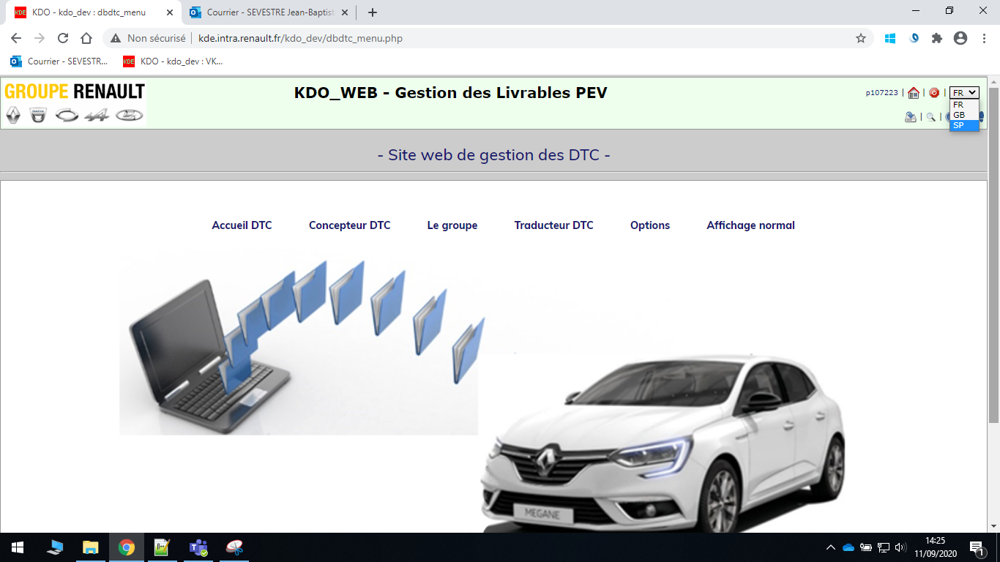 KDO - kdo_dev : dbdtc_menu
Courrier - SEVESTRE Jean-Baptist
Non sécurisé
kde.intra.renault.fr/kdo_dev/dbdtc_menu.php
Courrier - SEVESTR...
KDE
KDO - kdo_dev : VK...
GROUPE RENAULT
KDO_WEB - Gestion des Livrables PEV
p107223
FR
FR
GB
SP
- Site web de gestion des DTC -
Accueil DTC
Concepteur DTC
Le groupe
Traducteur DTC
Options
Affichage normal
MEGANE
14:25
11/09/2020
1